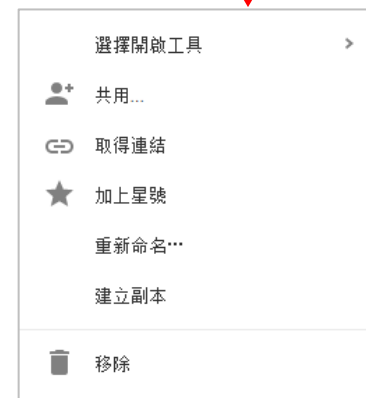 選擇開啟工具
共用...
取得連結
加上星號
重新命名…
建立副本
移除